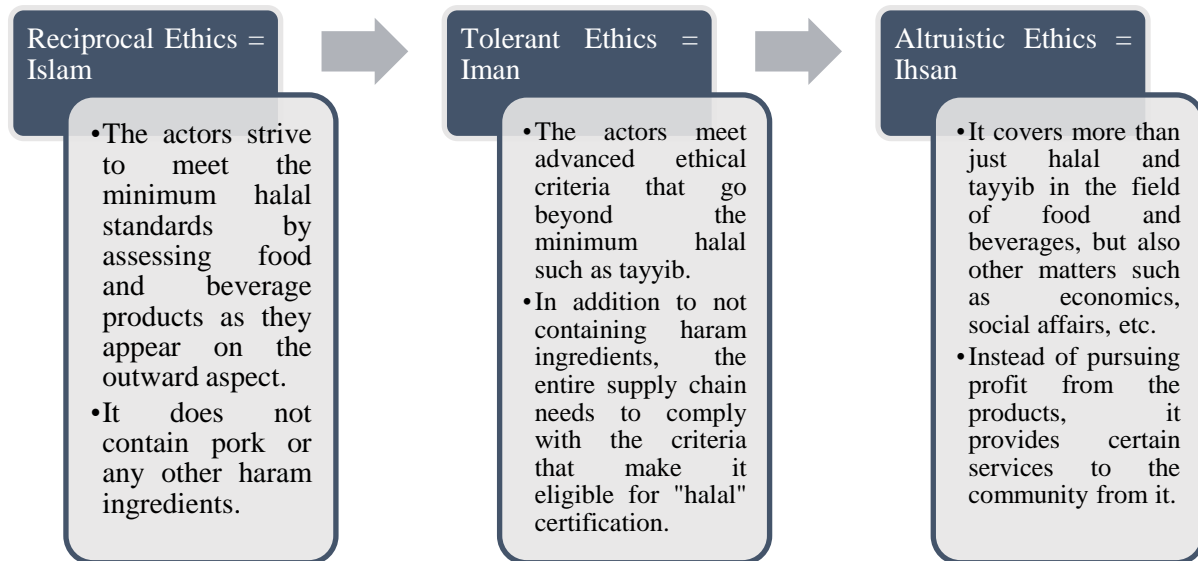 Reciprocal Ethics =
Islam
•The actors strive
to meet the
minimum halal
standards by
assessing food
and beverage
products as they
appear on the
outward aspect.
•It does not
contain pork or
any other haram
ingredients.
Tolerant Ethics =
Iman
•The actors meet
advanced ethical
criteria that go
beyond the
minimum halal
such as tayyib.
•In addition to not
containing haram
ingredients, the
entire supply chain
needs to comply
with the criteria
that make it
eligible for "halal"
certification.
Altruistic Ethics =
Ihsan
•It covers more than
just halal and
tayyib in the field
of food and
beverages, but also
other matters such
as economics,
social affairs, etc.
•Instead of pursuing
profit from the
products, it
provides certain
services to the
community from it.